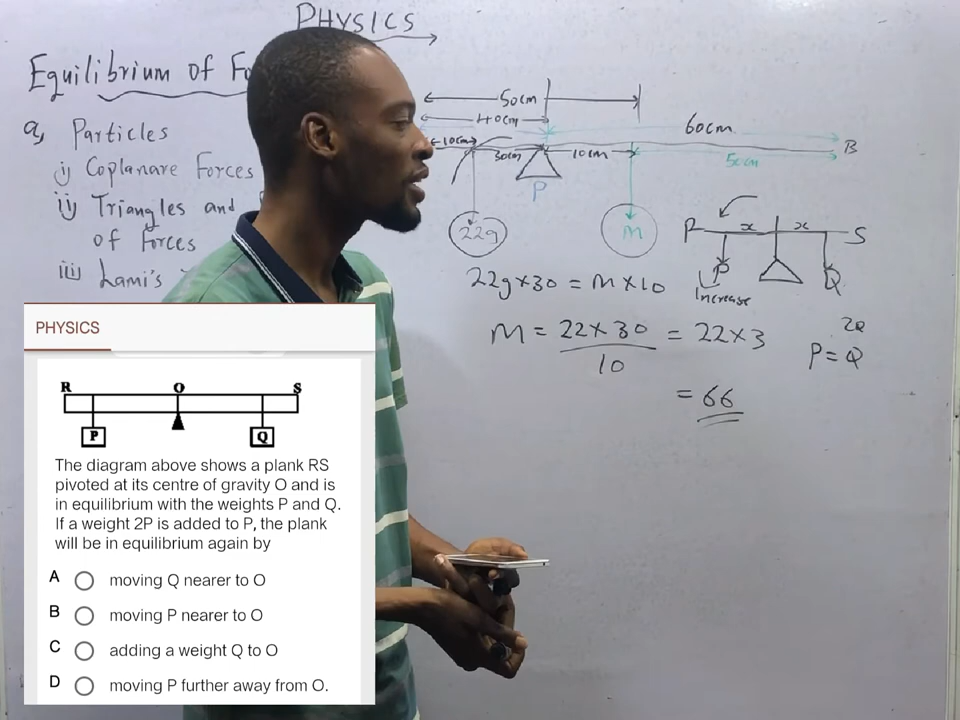 PHYSICS
Equilibrium of
a, Particles
i) Coplanare Forces
ii) Triangles and
of Forces
iii) Lami's
50cm
40cm
60cm
10cm
30cm
10cm
50cm
B
P
22g
m
R
x
x
S
P
Q
Increase
22g x 30 = m x 10
m = 22 x 30 = 22 x 3
10
= 66
2Q
P = Q
PHYSICS
R O S
P Q
The diagram above shows a plank RS
pivoted at its centre of gravity O and is
in equilibrium with the weights P and Q.
If a weight 2P is added to P, the plank
will be in equilibrium again by
A moving Q nearer to O
B moving P nearer to O
C adding a weight Q to O
D moving P further away from O.